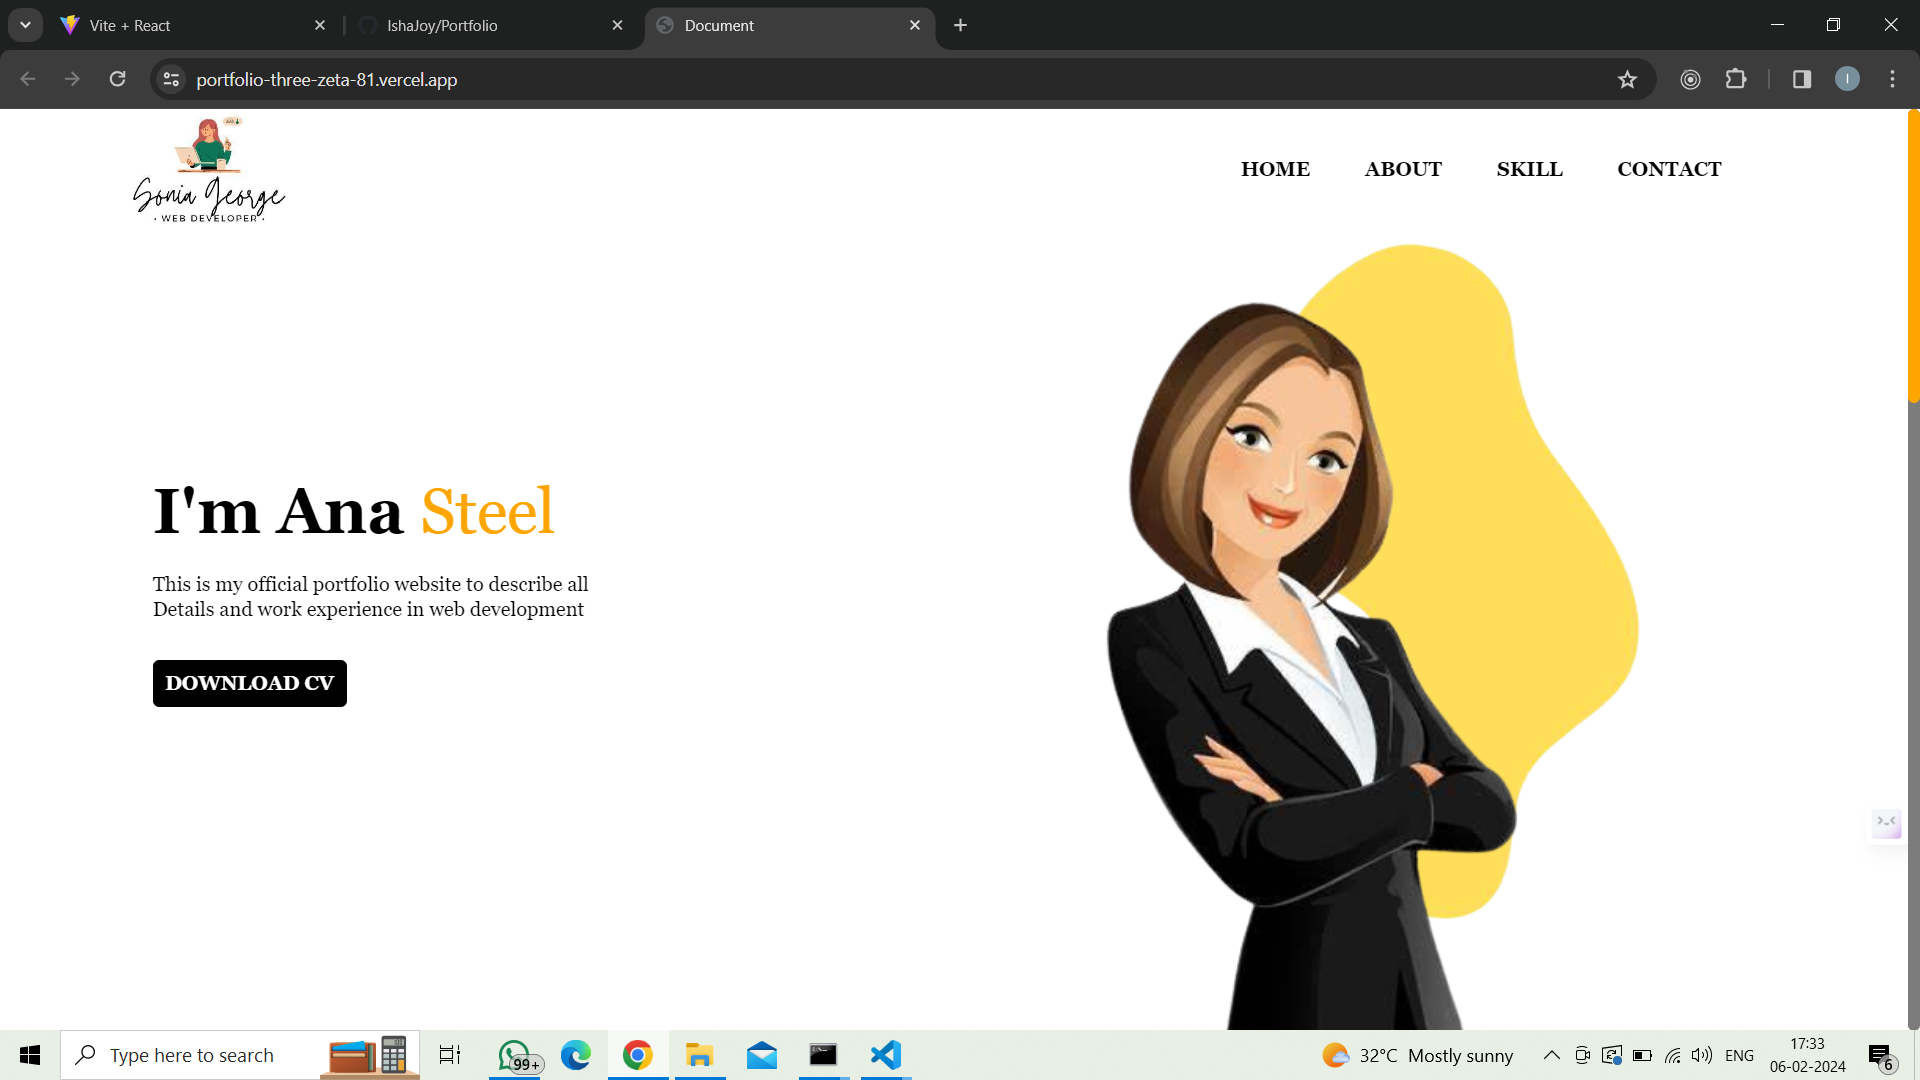 Vite + React
IshaJoy/Portfolio
Document
portfolio-three-zeta-81.vercel.app
I
Sonia George
· WEB DEVELOPER ·
HOME
ABOUT
SKILL
CONTACT
I'm Ana Steel
This is my official portfolio website to describe all
Details and work experience in web development
DOWNLOAD CV
Type here to search
99+
32°C Mostly sunny
ENG
17:33
06-02-2024
6